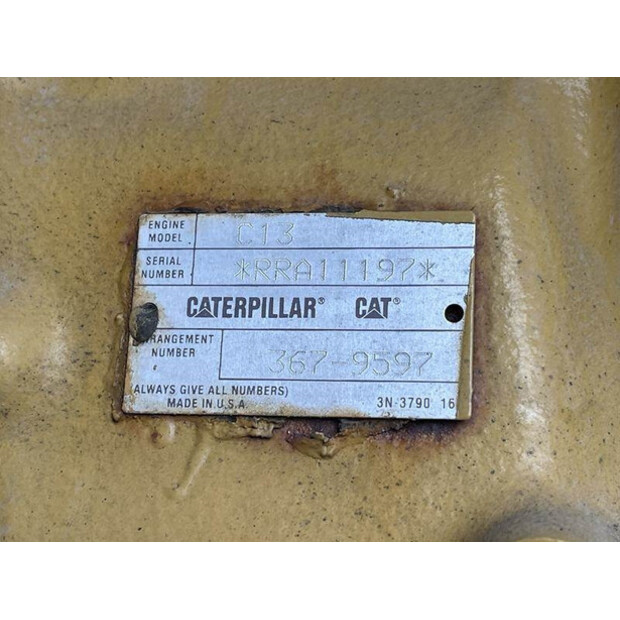 ENGINE MODEL C13
SERIAL NUMBER *RRA11197*
CATERPILLAR® CAT®
RRANGEMENT NUMBER 367-9597
(ALWAYS GIVE ALL NUMBERS)
MADE IN U.S.A. 3N-3790 16